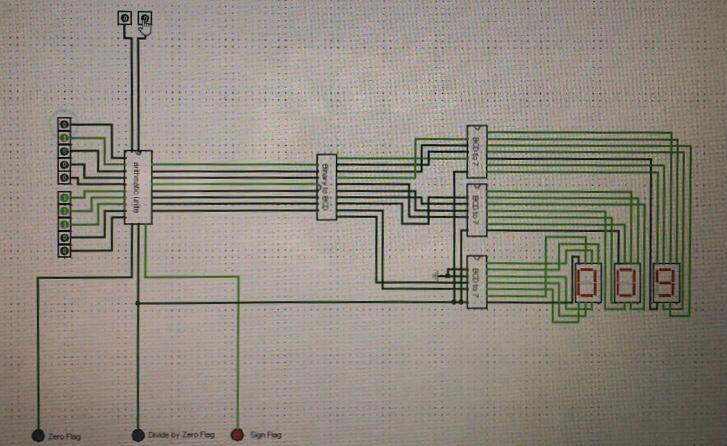 arithmatic unite
Binary to BCD
BCD to 7
BCD to 7
BCD to 7
0 0 9
Zero Flag
Divide by Zero Flag
Sign Flag